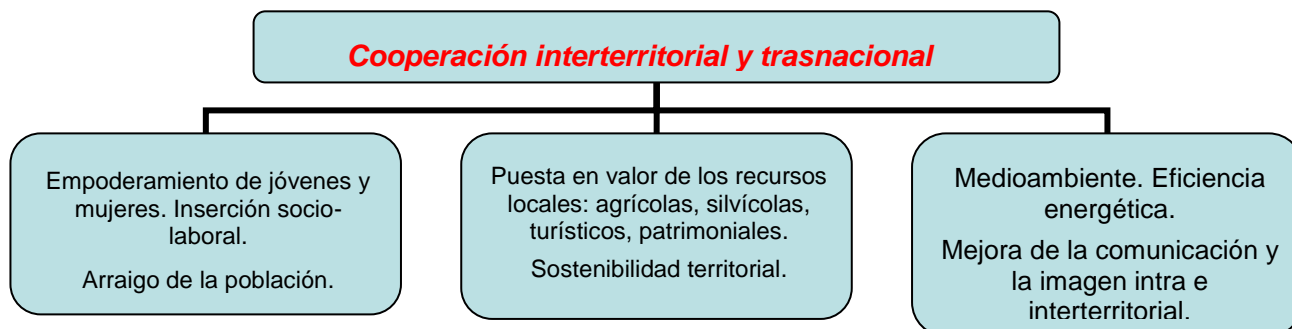 Cooperación interterritorial y trasnacional
Empoderamiento de jóvenes y
mujeres. Inserción socio-
laboral.
Arraigo de la población.
Puesta en valor de los recursos
locales: agrícolas, silvícolas,
turísticos, patrimoniales.
Sostenibilidad territorial.
Medioambiente. Eficiencia
energética.
Mejora de la comunicación y
la imagen intra e
interterritorial.